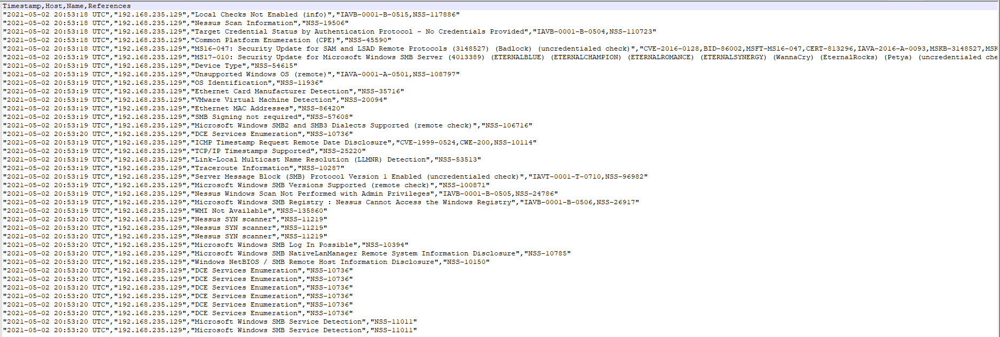 Timestamp,Host,Name,References
"2021-05-02 20:53:18 UTC","192.168.235.129","Local Checks Not Enabled (info)","IAVB-0001-B-0515,NSS-117886"
"2021-05-02 20:53:18 UTC","192.168.235.129","Nessus Scan Information","NSS-19506"
"2021-05-02 20:53:18 UTC","192.168.235.129","Target Credential Status by Authentication Protocol - No Credentials Provided","IAVB-0001-B-0504,NSS-110723"
"2021-05-02 20:53:18 UTC","192.168.235.129","Common Platform Enumeration (CPE)","NSS-45590"
"2021-05-02 20:53:18 UTC","192.168.235.129","MS16-047: Security Update for SAM and LSAD Remote Protocols (3148527) (Badlock) (uncredentialed check)","CVE-2016-0128,BID-86002,MSFT-MS16-047,CERT-813296,IAVA-2016-A-0093,MSKB-3148527,MSK
"2021-05-02 20:53:19 UTC","192.168.235.129","MS17-010: Security Update for Microsoft Windows SMB Server (4013389) (ETERNALBLUE) (ETERNALCHAMPION) (ETERNALROMANCE) (ETERNALSYNERGY) (WannaCry) (EternalRocks) (Petya) (uncredentialed che
"2021-05-02 20:53:19 UTC","192.168.235.129","Device Type","NSS-54615"
"2021-05-02 20:53:19 UTC","192.168.235.129","Unsupported Windows OS (remote)","IAVA-0001-A-0501,NSS-108797"
"2021-05-02 20:53:19 UTC","192.168.235.129","OS Identification","NSS-11936"
"2021-05-02 20:53:19 UTC","192.168.235.129","Ethernet Card Manufacturer Detection","NSS-35716"
"2021-05-02 20:53:19 UTC","192.168.235.129","VMware Virtual Machine Detection","NSS-20094"
"2021-05-02 20:53:19 UTC","192.168.235.129","Ethernet MAC Addresses","NSS-86420"
"2021-05-02 20:53:19 UTC","192.168.235.129","SMB Signing not required","NSS-57608"
"2021-05-02 20:53:19 UTC","192.168.235.129","Microsoft Windows SMB2 and SMB3 Dialects Supported (remote check)","NSS-106716"
"2021-05-02 20:53:20 UTC","192.168.235.129","DCE Services Enumeration","NSS-10736"
"2021-05-02 20:53:19 UTC","192.168.235.129","ICMP Timestamp Request Remote Date Disclosure","CVE-1999-0524,CWE-200,NSS-10114"
"2021-05-02 20:53:19 UTC","192.168.235.129","TCP/IP Timestamps Supported","NSS-25220"
"2021-05-02 20:53:19 UTC","192.168.235.129","Link-Local Multicast Name Resolution (LLMNR) Detection","NSS-53513"
"2021-05-02 20:53:19 UTC","192.168.235.129","Traceroute Information","NSS-10287"
"2021-05-02 20:53:19 UTC","192.168.235.129","Server Message Block (SMB) Protocol Version 1 Enabled (uncredentialed check)","IAVT-0001-T-0710,NSS-96982"
"2021-05-02 20:53:19 UTC","192.168.235.129","Microsoft Windows SMB Versions Supported (remote check)","NSS-100871"
"2021-05-02 20:53:19 UTC","192.168.235.129","Nessus Windows Scan Not Performed with Admin Privileges","IAVB-0001-B-0505,NSS-24786"
"2021-05-02 20:53:19 UTC","192.168.235.129","Microsoft Windows SMB Registry : Nessus Cannot Access the Windows Registry","IAVB-0001-B-0506,NSS-26917"
"2021-05-02 20:53:19 UTC","192.168.235.129","WMI Not Available","NSS-135860"
"2021-05-02 20:53:20 UTC","192.168.235.129","Nessus SYN scanner","NSS-11219"
"2021-05-02 20:53:20 UTC","192.168.235.129","Nessus SYN scanner","NSS-11219"
"2021-05-02 20:53:20 UTC","192.168.235.129","Nessus SYN scanner","NSS-11219"
"2021-05-02 20:53:20 UTC","192.168.235.129","Microsoft Windows SMB Log In Possible","NSS-10394"
"2021-05-02 20:53:20 UTC","192.168.235.129","Microsoft Windows SMB NativeLanManager Remote System Information Disclosure","NSS-10785"
"2021-05-02 20:53:20 UTC","192.168.235.129","Windows NetBIOS / SMB Remote Host Information Disclosure","NSS-10150"
"2021-05-02 20:53:20 UTC","192.168.235.129","DCE Services Enumeration","NSS-10736"
"2021-05-02 20:53:20 UTC","192.168.235.129","DCE Services Enumeration","NSS-10736"
"2021-05-02 20:53:20 UTC","192.168.235.129","DCE Services Enumeration","NSS-10736"
"2021-05-02 20:53:20 UTC","192.168.235.129","DCE Services Enumeration","NSS-10736"
"2021-05-02 20:53:20 UTC","192.168.235.129","DCE Services Enumeration","NSS-10736"
"2021-05-02 20:53:20 UTC","192.168.235.129","DCE Services Enumeration","NSS-10736"
"2021-05-02 20:53:20 UTC","192.168.235.129","Microsoft Windows SMB Service Detection","NSS-11011"
"2021-05-02 20:53:20 UTC","192.168.235.129","Microsoft Windows SMB Service Detection","NSS-11011"